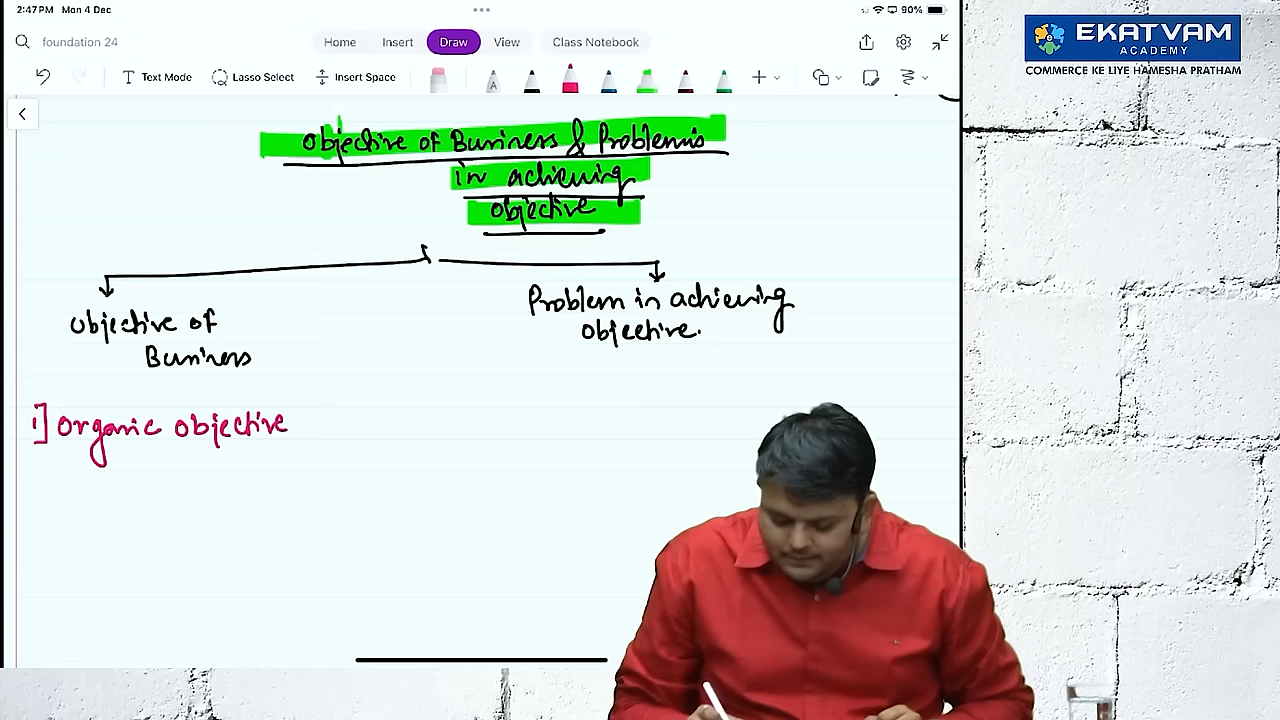 2:47PM Mon 4 Dec
90%
foundation 24
Home Insert Draw View Class Notebook
Text Mode Lasso Select Insert Space
EKATVAM
ACADEMY
COMMERCE KE LIYE HAMESHA PRATHAM
Objective of Business & Problems
in achieving
objective
Objective of
Business
Problem in achieving
objective.
1] Organic objective